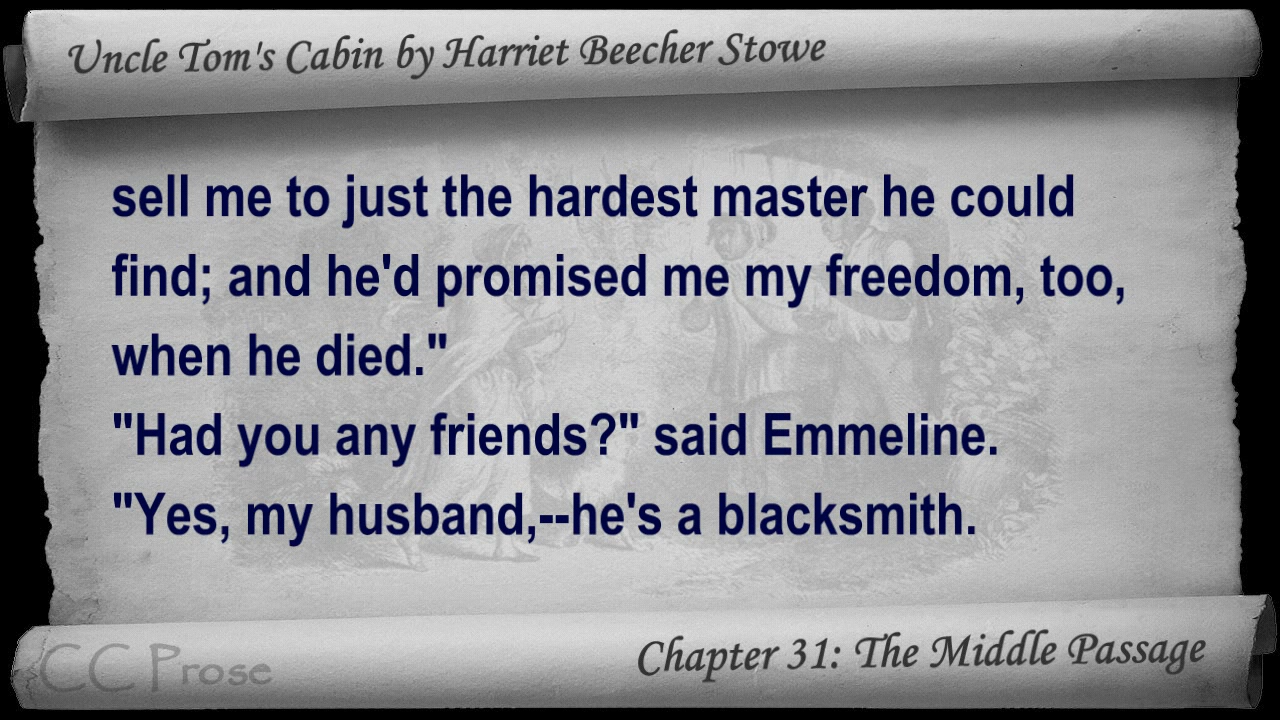 Uncle Tom's Cabin by Harriet Beecher Stowe
sell me to just the hardest master he could
find; and he'd promised me my freedom, too,
when he died."
"Had you any friends?" said Emmeline.
"Yes, my husband,--he's a blacksmith.
CC Prose
Chapter 31: The Middle Passage